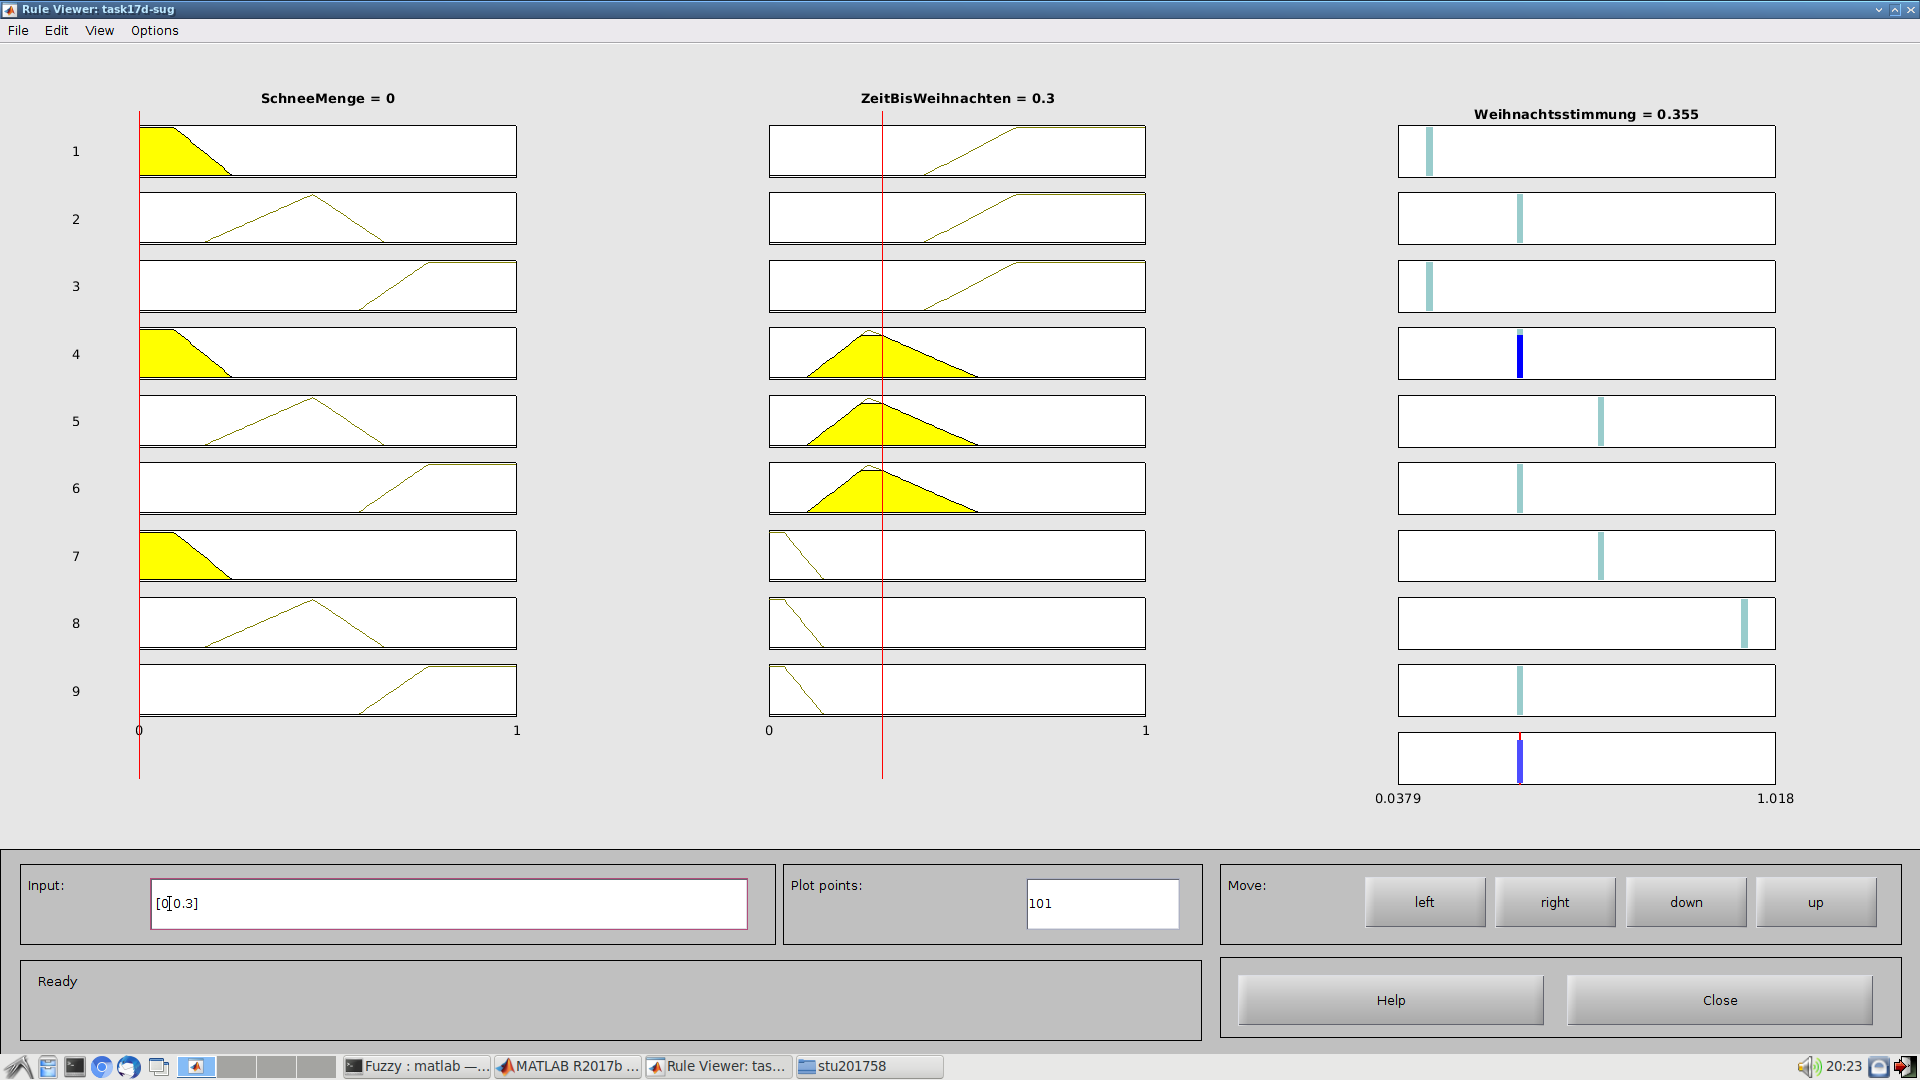 Rule Viewer: task17d-sug
File Edit View Options
SchneeMenge = 0
ZeitBisWeihnachten = 0.3
Weihnachtsstimmung = 0.355
1
2
3
4
5
6
7
8
9
0 1
0 1
0.0379 1.018
Input:
[0 0.3]
Plot points:
101
Move:
left
right
down
up
Ready
Help
Close
Fuzzy : matlab —...
MATLAB R2017b ...
Rule Viewer: tas...
stu201758
20:23